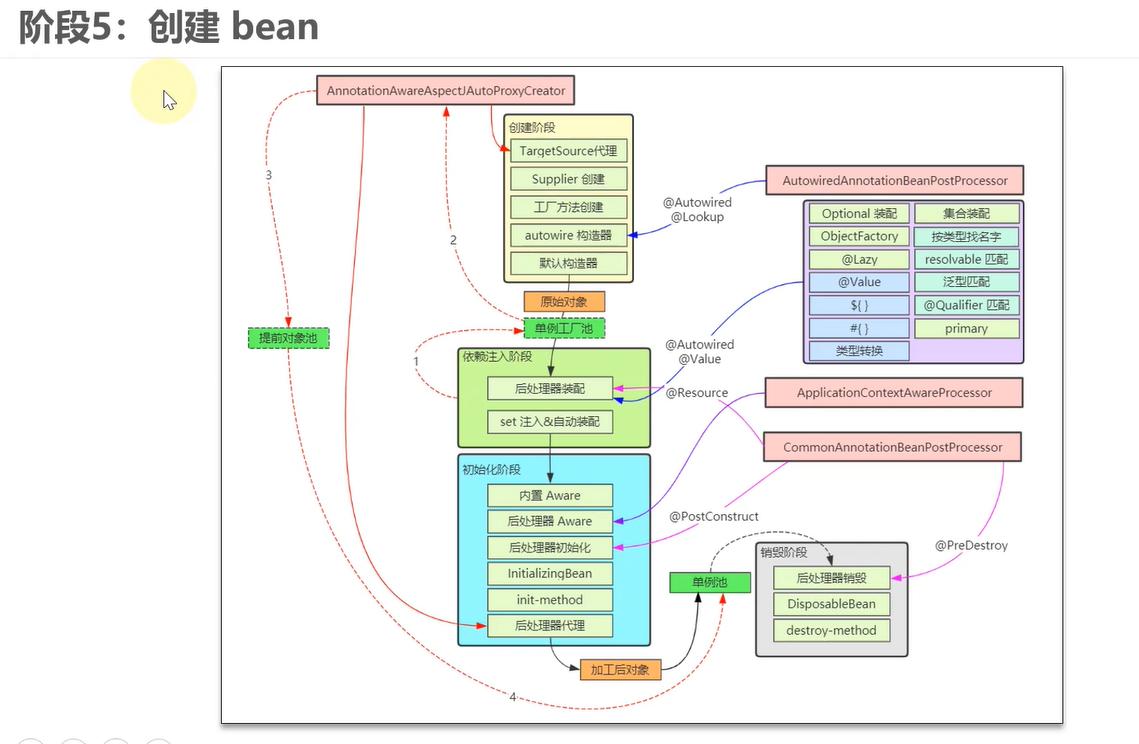 阶段5：创建 bean
AnnotationAwareAspectJAutoProxyCreator
创建阶段
TargetSource代理
Supplier 创建
工厂方法创建
autowire 构造器
默认构造器
原始对象
单例工厂池
3
2
1
4
提前对象池
@Autowired
@Lookup
AutowiredAnnotationBeanPostProcessor
Optional 装配
集合装配
ObjectFactory
按类型找名字
@Lazy
resolvable 匹配
@Value
泛型匹配
${ }
@Qualifier 匹配
#{ }
primary
类型转换
依赖注入阶段
后处理器装配
set 注入&自动装配
@Autowired
@Value
@Resource
ApplicationContextAwareProcessor
CommonAnnotationBeanPostProcessor
初始化阶段
内置 Aware
后处理器 Aware
后处理器初始化
InitializingBean
init-method
后处理器代理
@PostConstruct
@PreDestroy
单例池
销毁阶段
后处理器销毁
DisposableBean
destroy-method
加工后对象